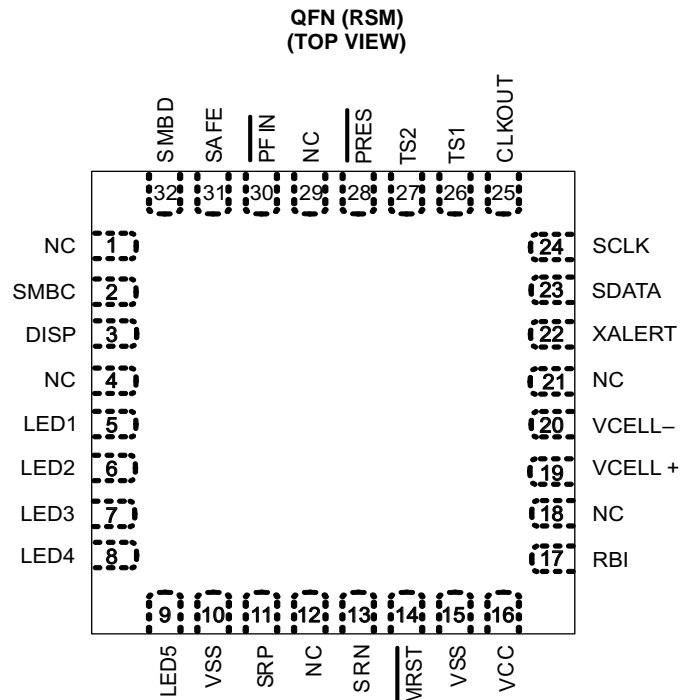 QFN (RSM)
(TOP VIEW)
SMBD
SAFE
PFIN
NC
PRES
TS2
TS1
CLKOUT
32 31 30 29 28 27 26 25
NC 1
SMBC 2
DISP 3
NC 4
LED1 5
LED2 6
LED3 7
LED4 8
24 SCLK
23 SDATA
22 XALERT
21 NC
20 VCELL–
19 VCELL +
18 NC
17 RBI
9 10 11 12 13 14 15 16
LED5
VSS
SRP
NC
SRN
MRST
VSS
VCC